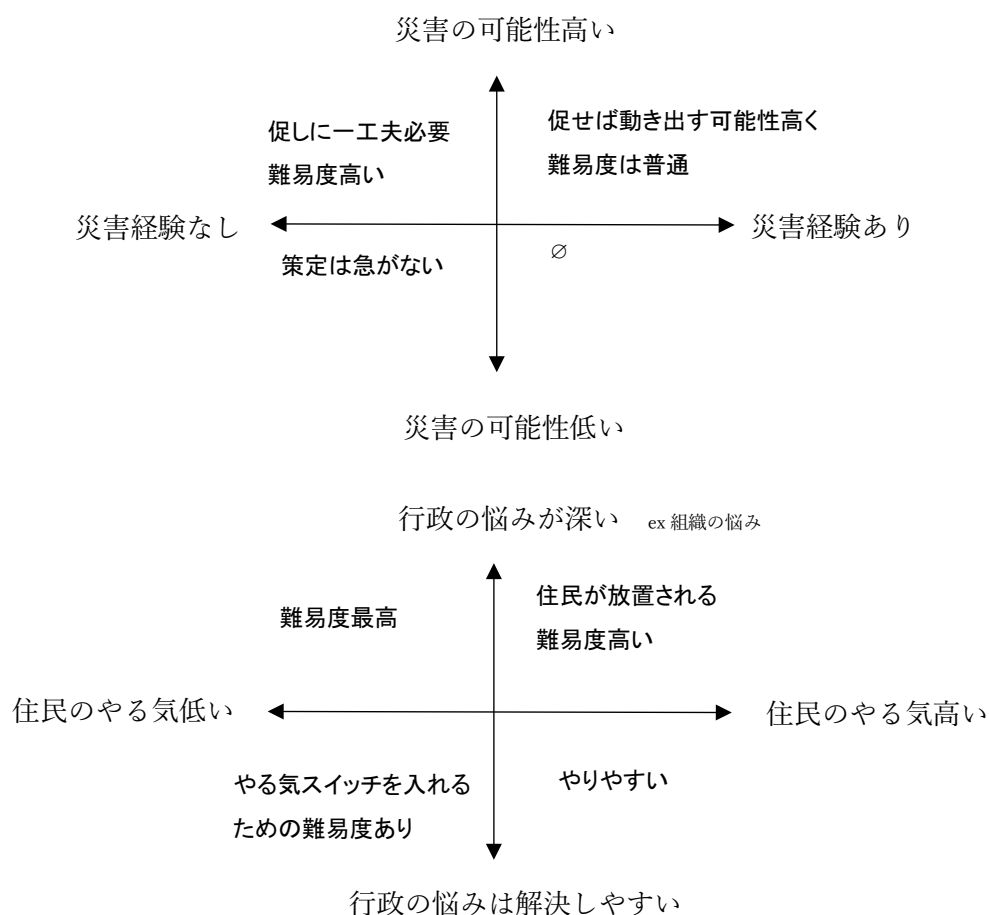 災害の可能性高い
促しに一工夫必要
難易度高い
促せば動き出す可能性高く
難易度は普通
災害経験なし
災害経験あり
策定は急がない
∅
災害の可能性低い
行政の悩みが深い ex 組織の悩み
難易度最高
住民が放置される
難易度高い
住民のやる気低い
住民のやる気高い
やる気スイッチを入れる
ための難易度あり
やりやすい
行政の悩みは解決しやすい